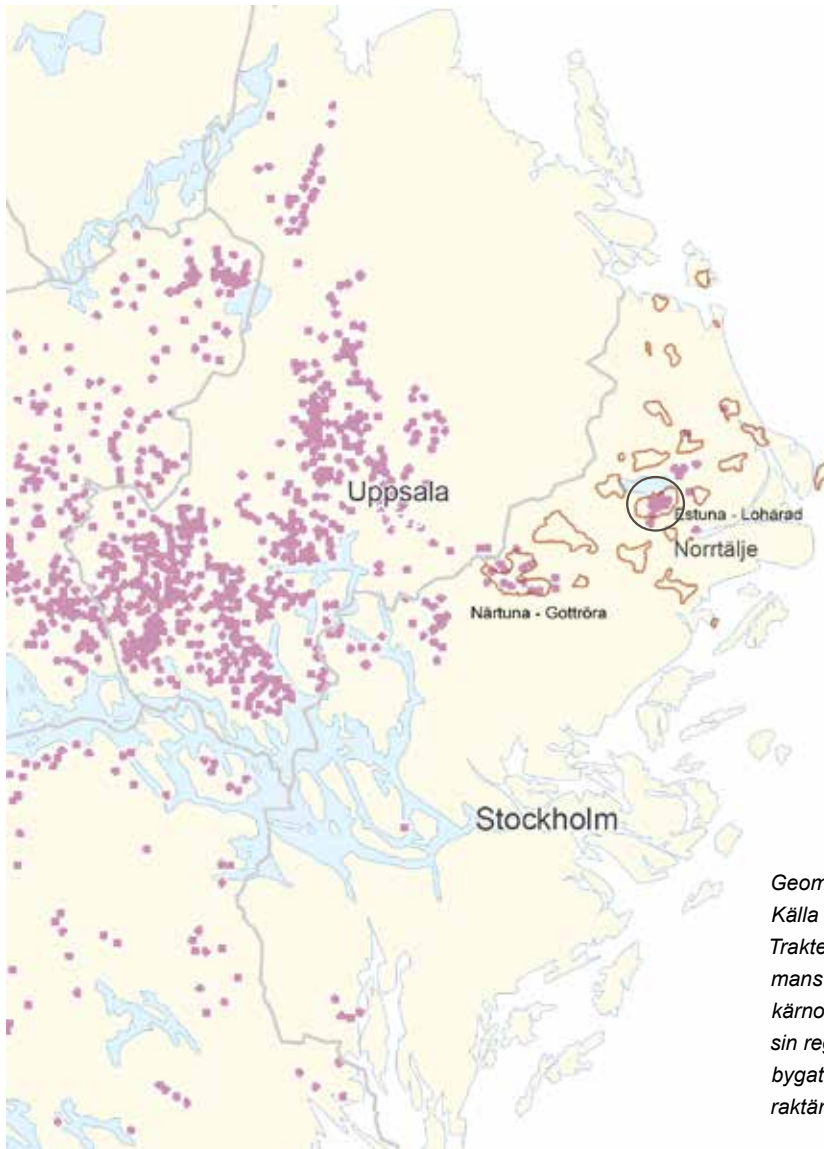 Uppsala
Estuna - Lohärad
Norrtälje
Närtuna - Gottröra
Stockholm
Geom
Källa
Trakte
mans
kärno
sin reg
bygat
raktär